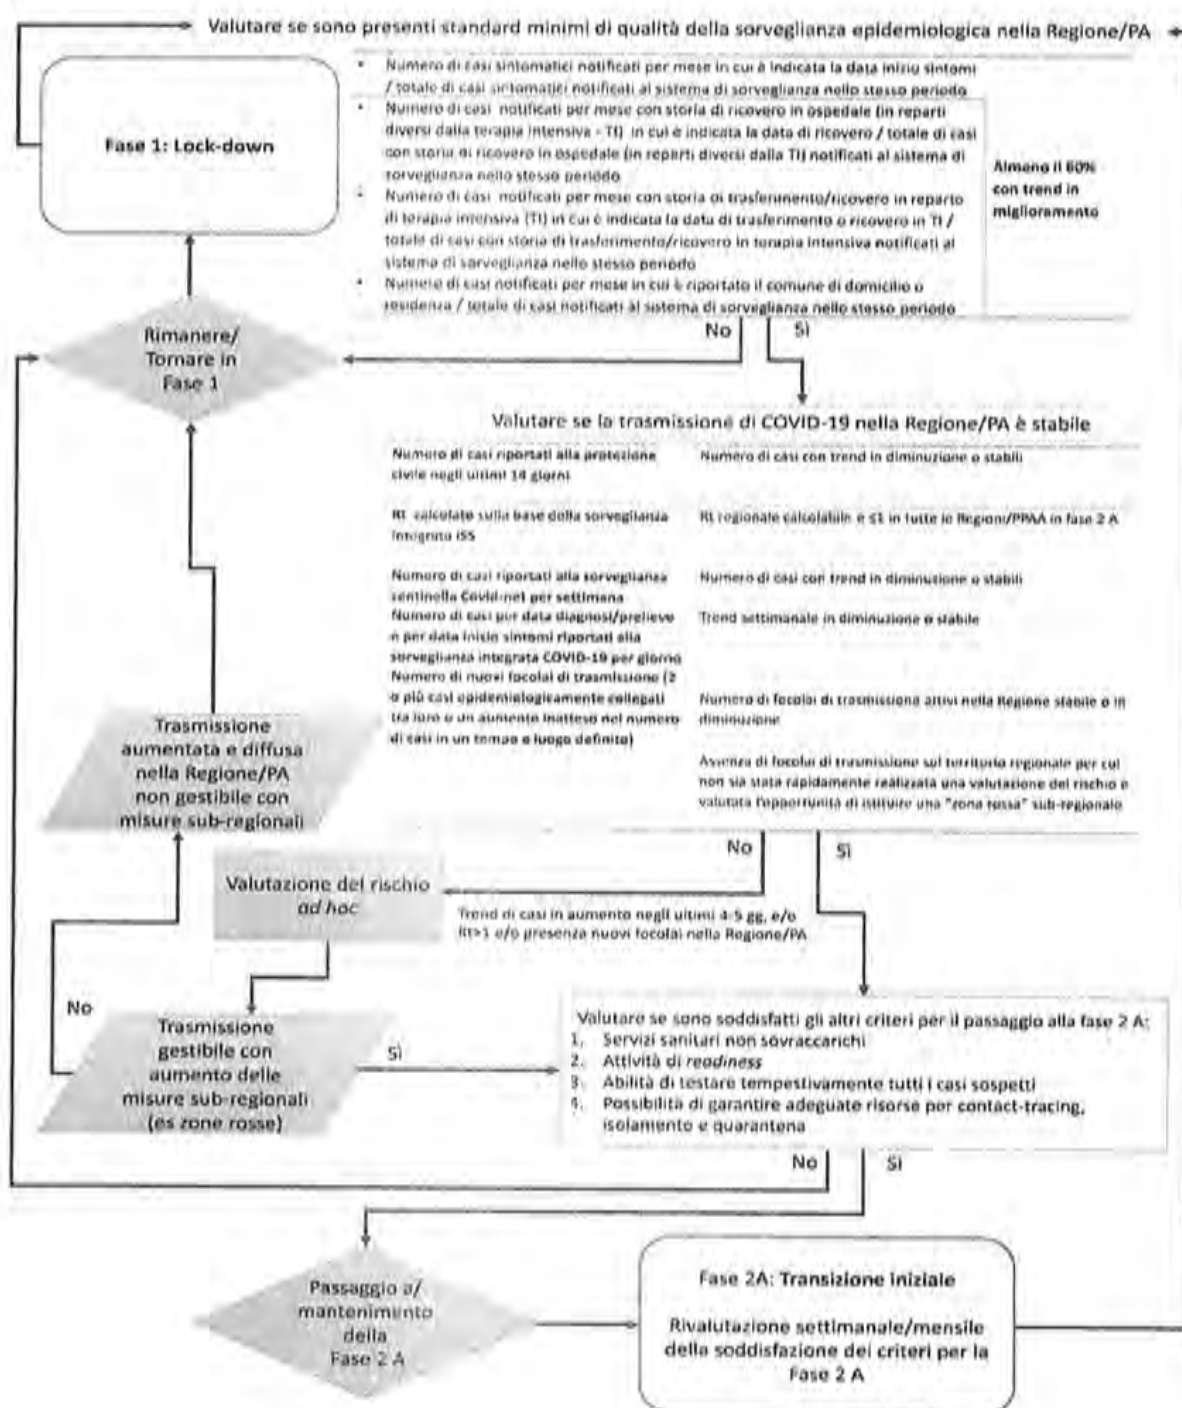 Valutare se sono presenti standard minimi di qualità della sorveglianza epidemiologica nella Regione/PA
Fase 1: Lock-down
• Numero di casi sintomatici notificati per mese in cui è indicata la data inizio sintomi
/ totale di casi sintomatici notificati al sistema di sorveglianza nello stesso periodo
• Numero di casi notificati per mese con storia di ricovero in ospedale (in reparti
diversi dalla terapia intensiva - TI) in cui è indicata la data di ricovero / totale di casi
con storia di ricovero in ospedale (in reparti diversi dalla TI) notificati al sistema di
sorveglianza nello stesso periodo
• Numero di casi notificati per mese con storia di trasferimento/ricovero in reparto
di terapia intensiva (TI) in cui è indicata la data di trasferimento o ricovero in TI /
totale di casi con storia di trasferimento/ricovero in terapia intensiva notificati al
sistema di sorveglianza nello stesso periodo
• Numero di casi notificati per mese in cui è riportato il comune di domicilio o
residenza / totale di casi notificati al sistema di sorveglianza nello stesso periodo
Almeno il 60%
con trend in
miglioramento
No
Sì
Rimanere/
Tornare in
Fase 1
Valutare se la trasmissione di COVID-19 nella Regione/PA è stabile
Numero di casi riportati alla protezione
civile negli ultimi 14 giorni
Numero di casi con trend in diminuzione o stabili
Rt calcolato sulla base della sorveglianza
integrata ISS
Rt regionale calcolabile e ≤1 in tutte le Regioni/PPAA in fase 2 A
Numero di casi riportati alla sorveglianza
sentinella Covid-net per settimana
Numero di casi con trend in diminuzione o stabili
Numero di casi per data diagnosi/prelievo
e per data inizio sintomi riportati alla
sorveglianza integrata COVID-19 per giorno
Trend settimanale in diminuzione o stabile
Numero di nuovi focolai di trasmissione (2
o più casi epidemiologicamente collegati
tra loro o un aumento inatteso nel numero
di casi in un tempo e luogo definito)
Numero di focolai di trasmissione attivi nella Regione stabile o in
diminuzione
Assenza di focolai di trasmissione sul territorio regionale per cui
non sia stata rapidamente realizzata una valutazione del rischio e
valutata l'opportunità di istituire una "zona rossa" sub-regionale
No
Sì
Trasmissione
aumentata e diffusa
nella Regione/PA
non gestibile con
misure sub-regionali
Valutazione del rischio
ad hoc
Trend di casi in aumento negli ultimi 4-5 gg, e/o
Rt>1 e/o presenza nuovi focolai nella Regione/PA
No
Trasmissione
gestibile con
aumento delle
misure sub-regionali
(es zone rosse)
Sì
Valutare se sono soddisfatti gli altri criteri per il passaggio alla fase 2 A:
1. Servizi sanitari non sovraccarichi
2. Attività di readiness
3. Abilità di testare tempestivamente tutti i casi sospetti
4. Possibilità di garantire adeguate risorse per contact-tracing,
isolamento e quarantena
No
Sì
Passaggio a/
mantenimento
della
Fase 2 A
Fase 2A: Transizione iniziale
Rivalutazione settimanale/mensile
della soddisfazione dei criteri per la
Fase 2 A